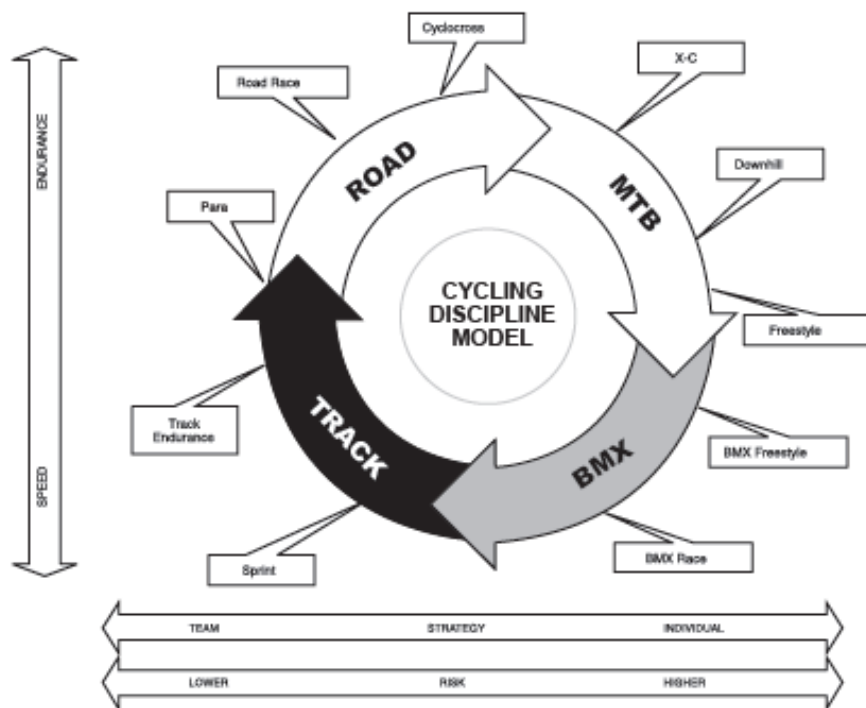 Cyclocross
Road Race
X-C
ENDURANCE
ROAD
MTB
Downhill
Para
CYCLING
DISCIPLINE
MODEL
Freestyle
Track
Endurance
TRACK
BMX
BMX Freestyle
SPEED
Sprint
BMX Race
TEAM STRATEGY INDIVIDUAL
LOWER RISK HIGHER